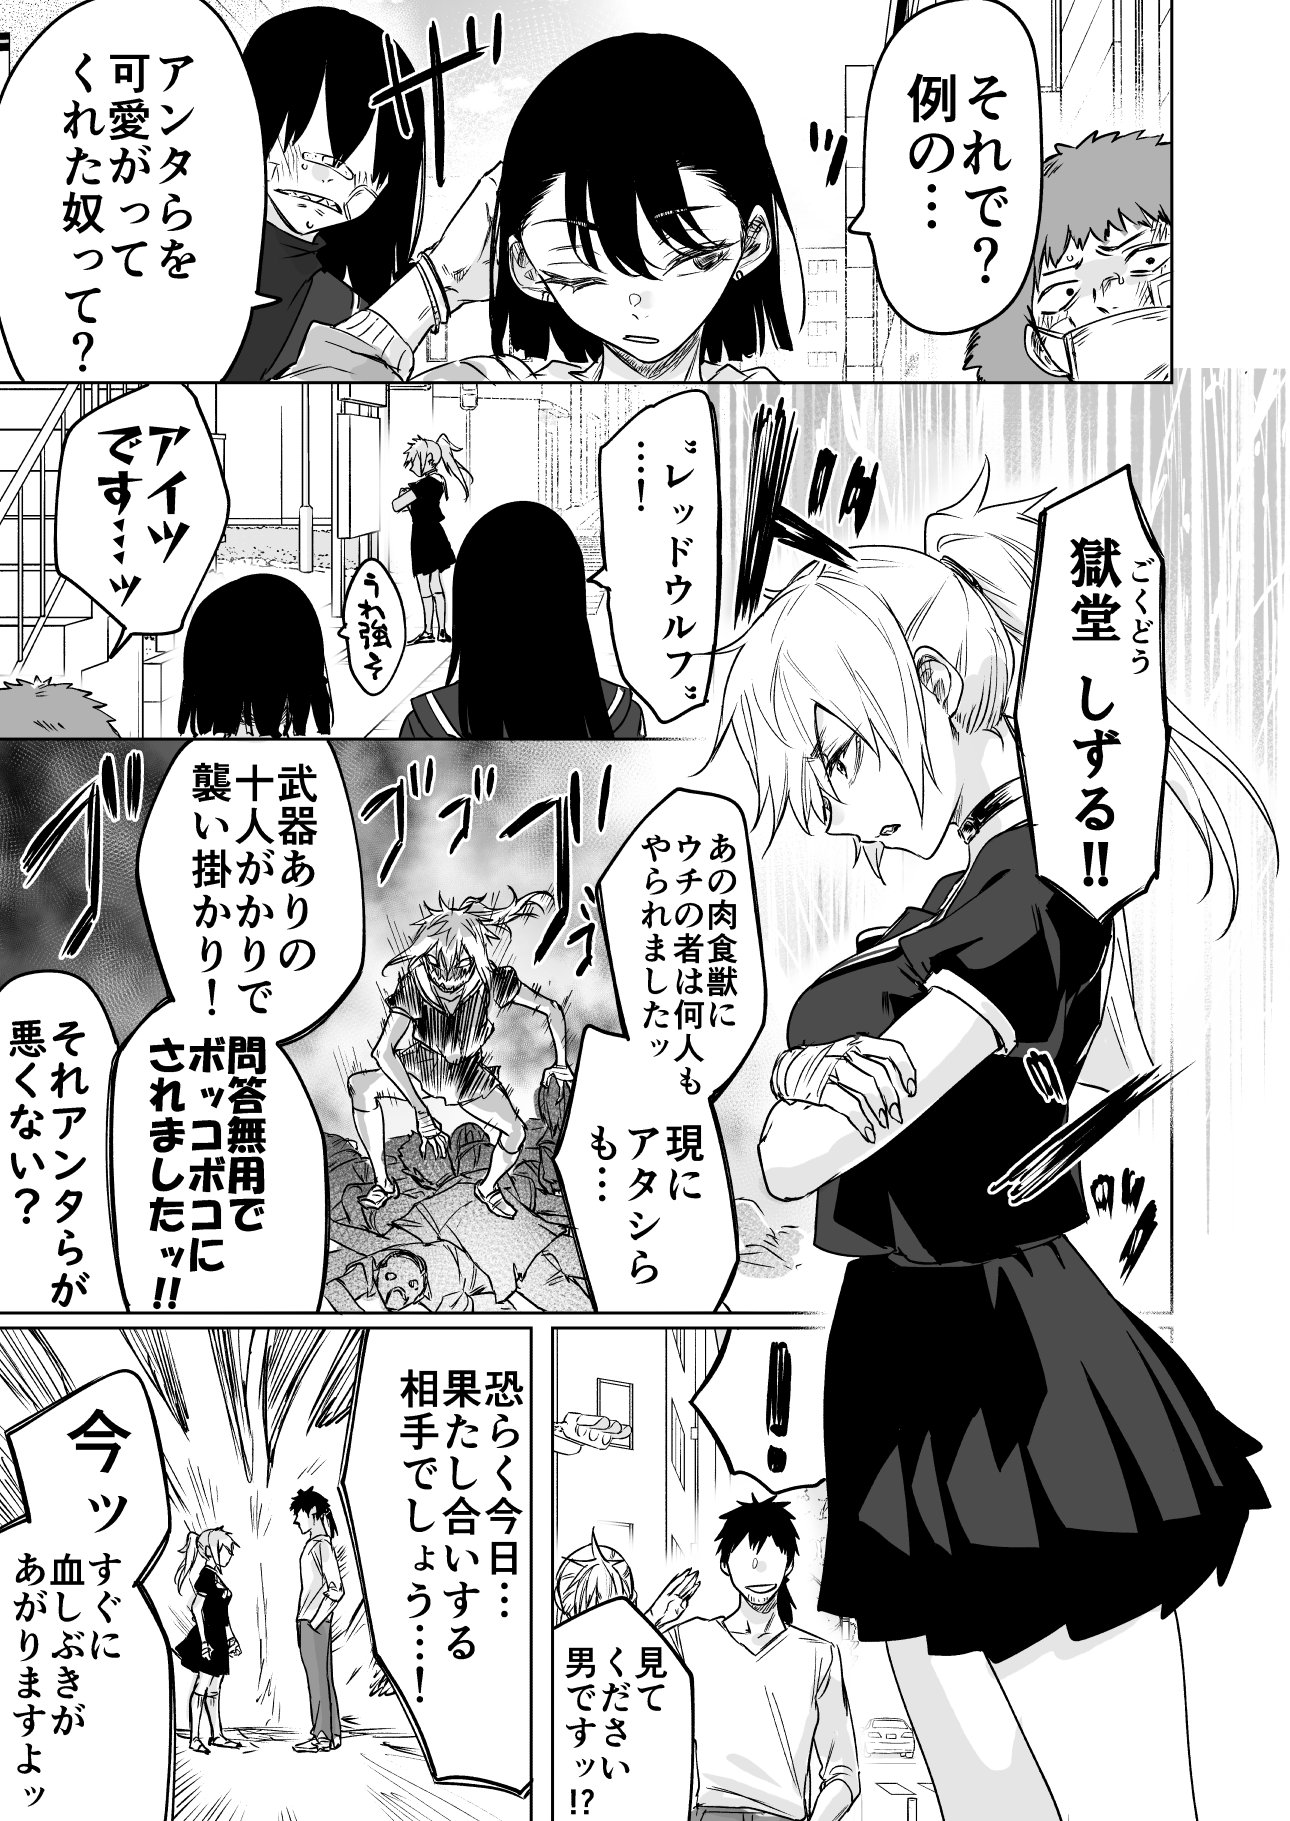 それで？
例の…
アンタらを
可愛がって
くれた奴って？
アイツ
です……ッ
うわ強そ
〝レッドウルフ〟
…！
獄堂 しずる!!
ごくどう
あの肉食獣に
ウチの者は何人も
やられましたッ
現に
アタシら
も…
武器ありの
十人がかりで
襲い掛かり！
問答無用で
ボッコボコに
されましたッ!!
それアンタらが
悪くない？
！
見て
ください
男ですッ!?
恐らく今日…
果たし合いする
相手でしょう…！
今ッ
すぐに
血しぶきが
あがりますよッ